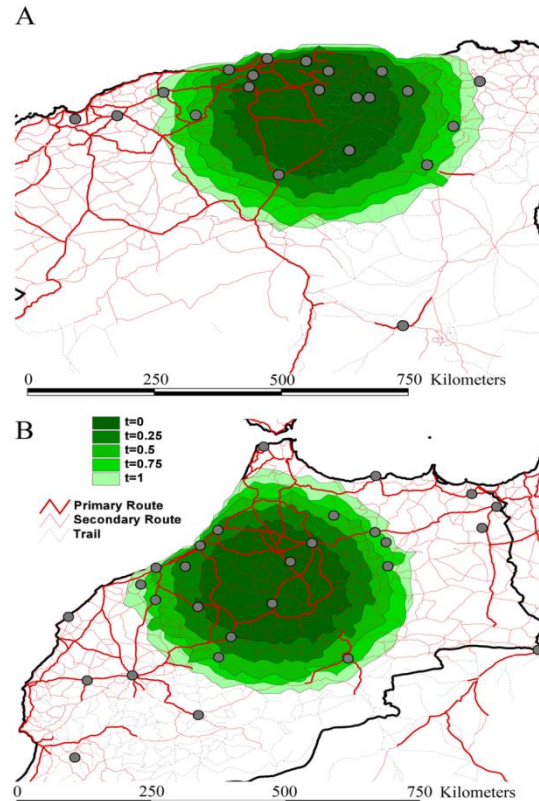 A
0 250 500 750 Kilometers
B
t=0
t=0.25
t=0.5
t=0.75
t=1
Primary Route
Secondary Route
Trail
0 250 500 750 Kilometers